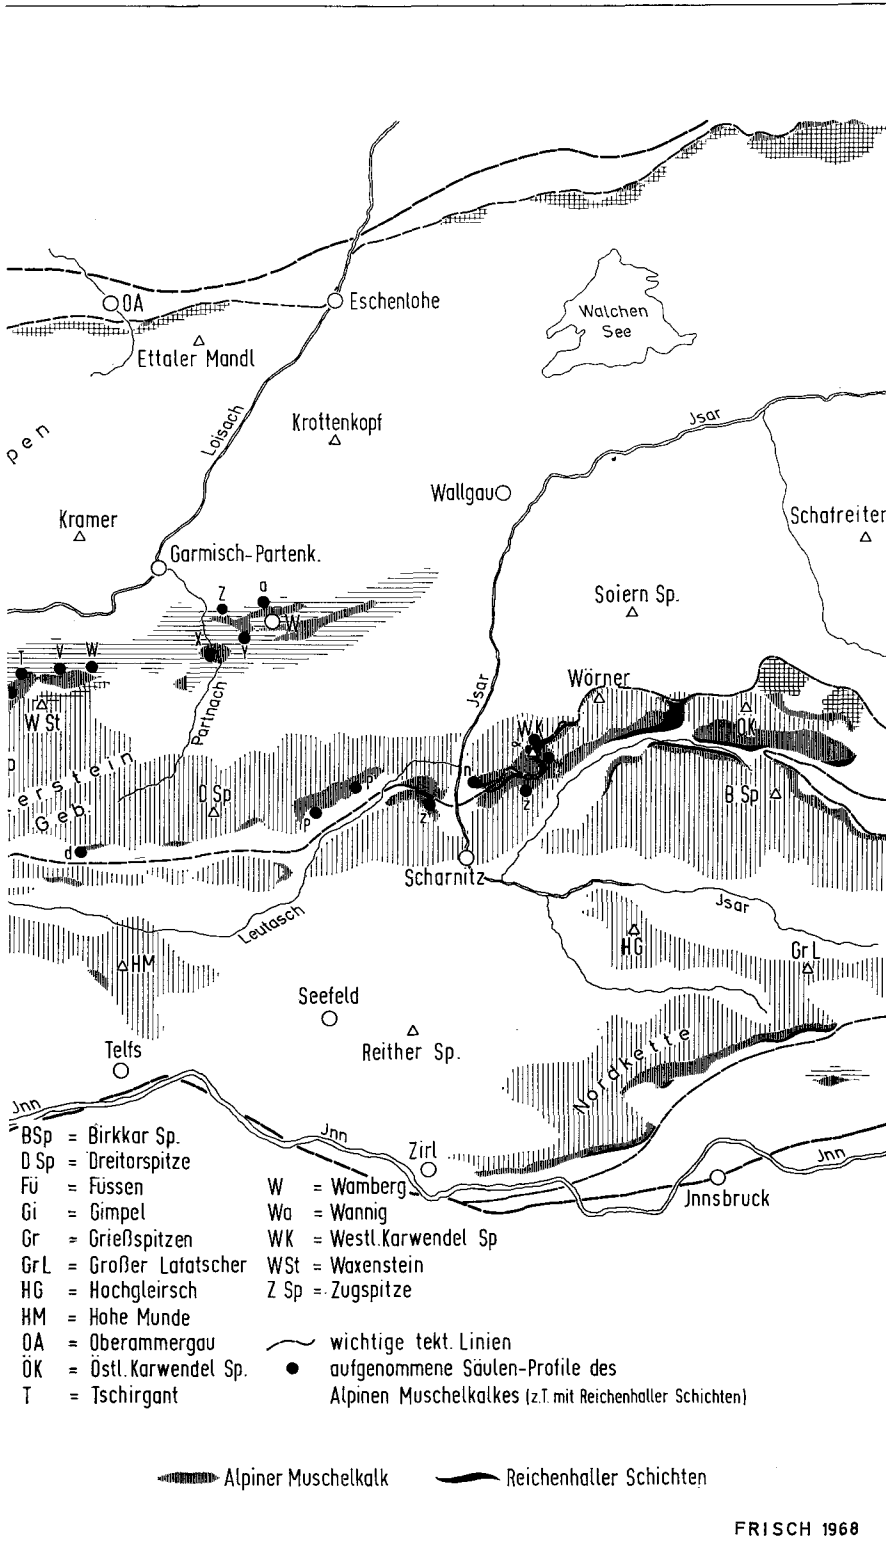 OA
Eschenlohe
Walchen
See
Ettaler Mandl
Loisach
Krottenkopf
Jsar
pen
Wallgau
Kramer
Schafreiter
Garmisch-Partenk.
Z
a
Soiern Sp.
W
X
Y
T
V
W
Wörner
Jsar
W St
Partnach
WK
ÖK
erstein
Geb.
D Sp
n
B Sp
p
z
z
d
Scharnitz
Leutasch
Jsar
HG
Gr L
HM
Seefeld
Reither Sp.
Nordkette
Telfs
Jnn
Jnn
Zirl
Jnn
Jnnsbruck
BSp = Birkkar Sp.
D Sp = Dreitorspitze
Fü = Füssen
Gi = Gimpel
Gr = Grießspitzen
GrL = Großer Lafatscher
HG = Hochgleirsch
HM = Hohe Munde
OA = Oberammergau
ÖK = Östl. Karwendel Sp.
T = Tschirgant
W = Wamberg
Wa = Wannig
WK = Westl. Karwendel Sp
WSt = Waxenstein
Z Sp = Zugspitze
wichtige tekt. Linien
aufgenommene Säulen-Profile des
Alpinen Muschelkalkes (z.T. mit Reichenhaller Schichten)
Alpiner Muschelkalk
Reichenhaller Schichten
FRISCH 1968